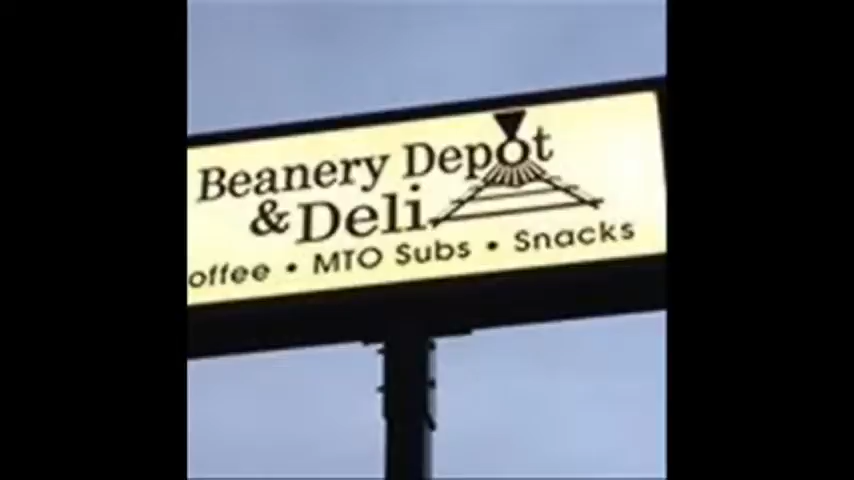 Beanery Depot
& Deli
offee • MTO Subs • Snacks